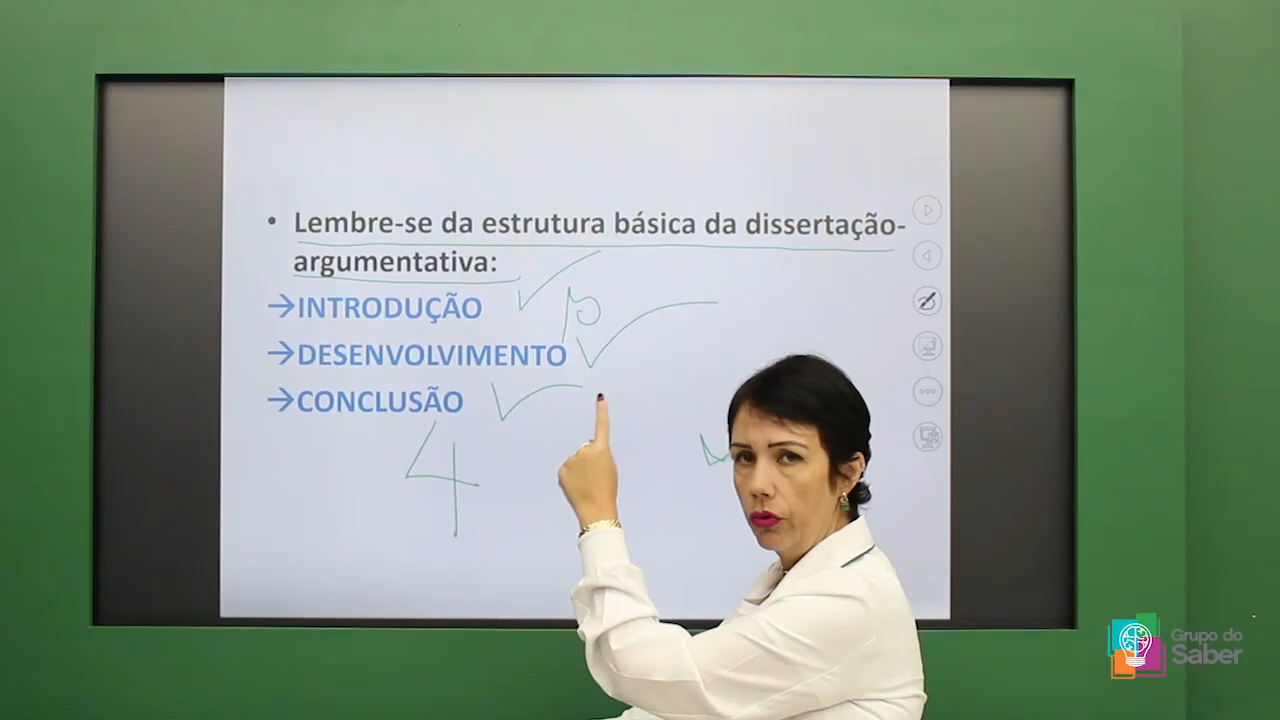 • Lembre-se da estrutura básica da dissertação-
argumentativa:
→INTRODUÇÃO
→DESENVOLVIMENTO
→CONCLUSÃO
4
Grupo do
Saber